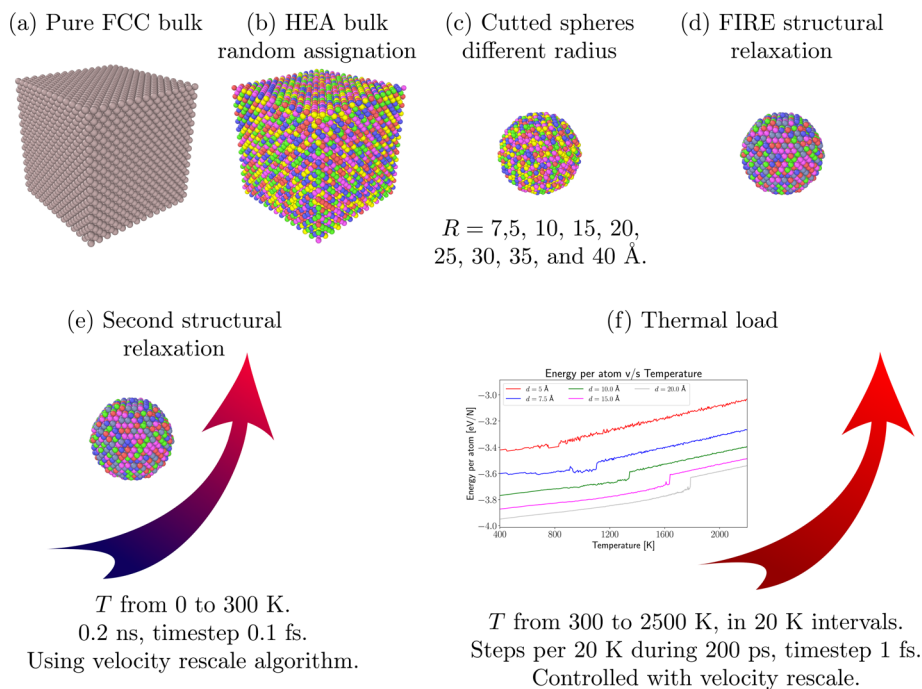 (a) Pure FCC bulk
(b) HEA bulk
random assignation
(c) Cutted spheres
different radius
(d) FIRE structural
relaxation
R = 7,5, 10, 15, 20,
25, 30, 35, and 40 Å.
(e) Second structural
relaxation
T from 0 to 300 K.
0.2 ns, timestep 0.1 fs.
Using velocity rescale algorithm.
(f) Thermal load
Energy per atom v/s Temperature
d = 5 Å
d = 7.5 Å
d = 10.0 Å
d = 15.0 Å
d = 20.0 Å
Energy per atom [eV/N]
−3.0
−3.4
−3.6
−3.8
−4.0
400
800
1200
1600
2000
Temperature [K]
T from 300 to 2500 K, in 20 K intervals.
Steps per 20 K during 200 ps, timestep 1 fs.
Controlled with velocity rescale.